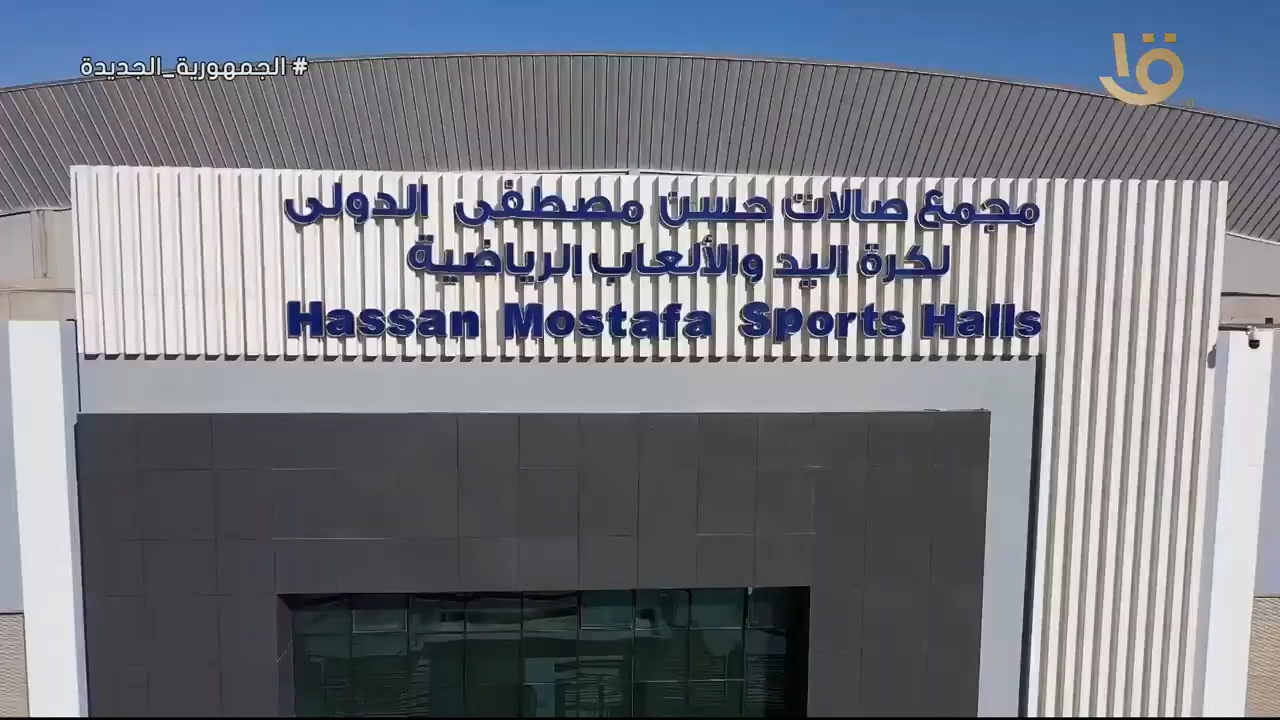 #الجمهورية_الجديدة
مجمع صالات حسن مصطفى الدولى
لكرة اليد والألعاب الرياضية
Hassan Mostafa Sports Halls